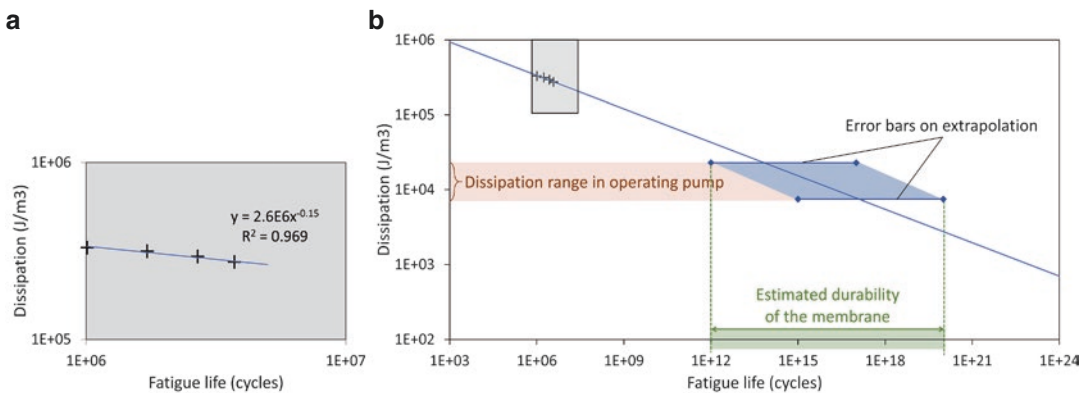 a
1E+06
Dissipation (J/m3)
y = 2.6E6x^-0.15
R² = 0.969
1E+05
1E+06
1E+07
Fatigue life (cycles)
b
1E+06
1E+05
Dissipation (J/m3)
Error bars on extrapolation
Dissipation range in operating pump
1E+04
1E+03
Estimated durability
of the membrane
1E+02
1E+03
1E+06
1E+09
1E+12
1E+15
1E+18
1E+21
1E+24
Fatigue life (cycles)